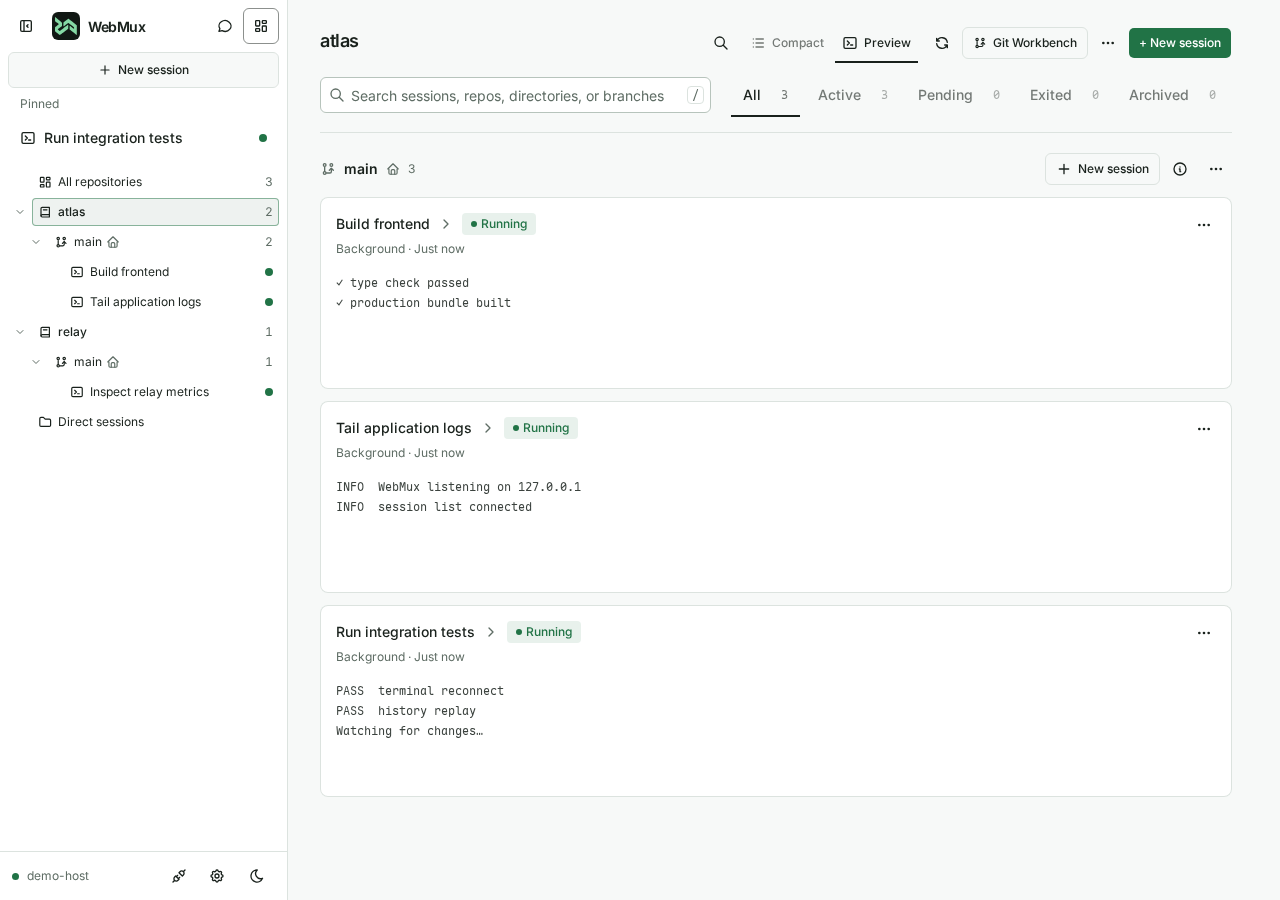 WebMux
New session
Pinned
Run integration tests
All repositories 3
atlas 2
main 2
Build frontend
Tail application logs
relay 1
main 1
Inspect relay metrics
Direct sessions
demo-host
atlas
Compact
Preview
Git Workbench
+ New session
Search sessions, repos, directories, or branches /
All 3
Active 3
Pending 0
Exited 0
Archived 0
main 3
New session
Build frontend
Running
Background · Just now
✓ type check passed
✓ production bundle built
Tail application logs
Running
Background · Just now
INFO  WebMux listening on 127.0.0.1
INFO  session list connected
Run integration tests
Running
Background · Just now
PASS  terminal reconnect
PASS  history replay
Watching for changes…